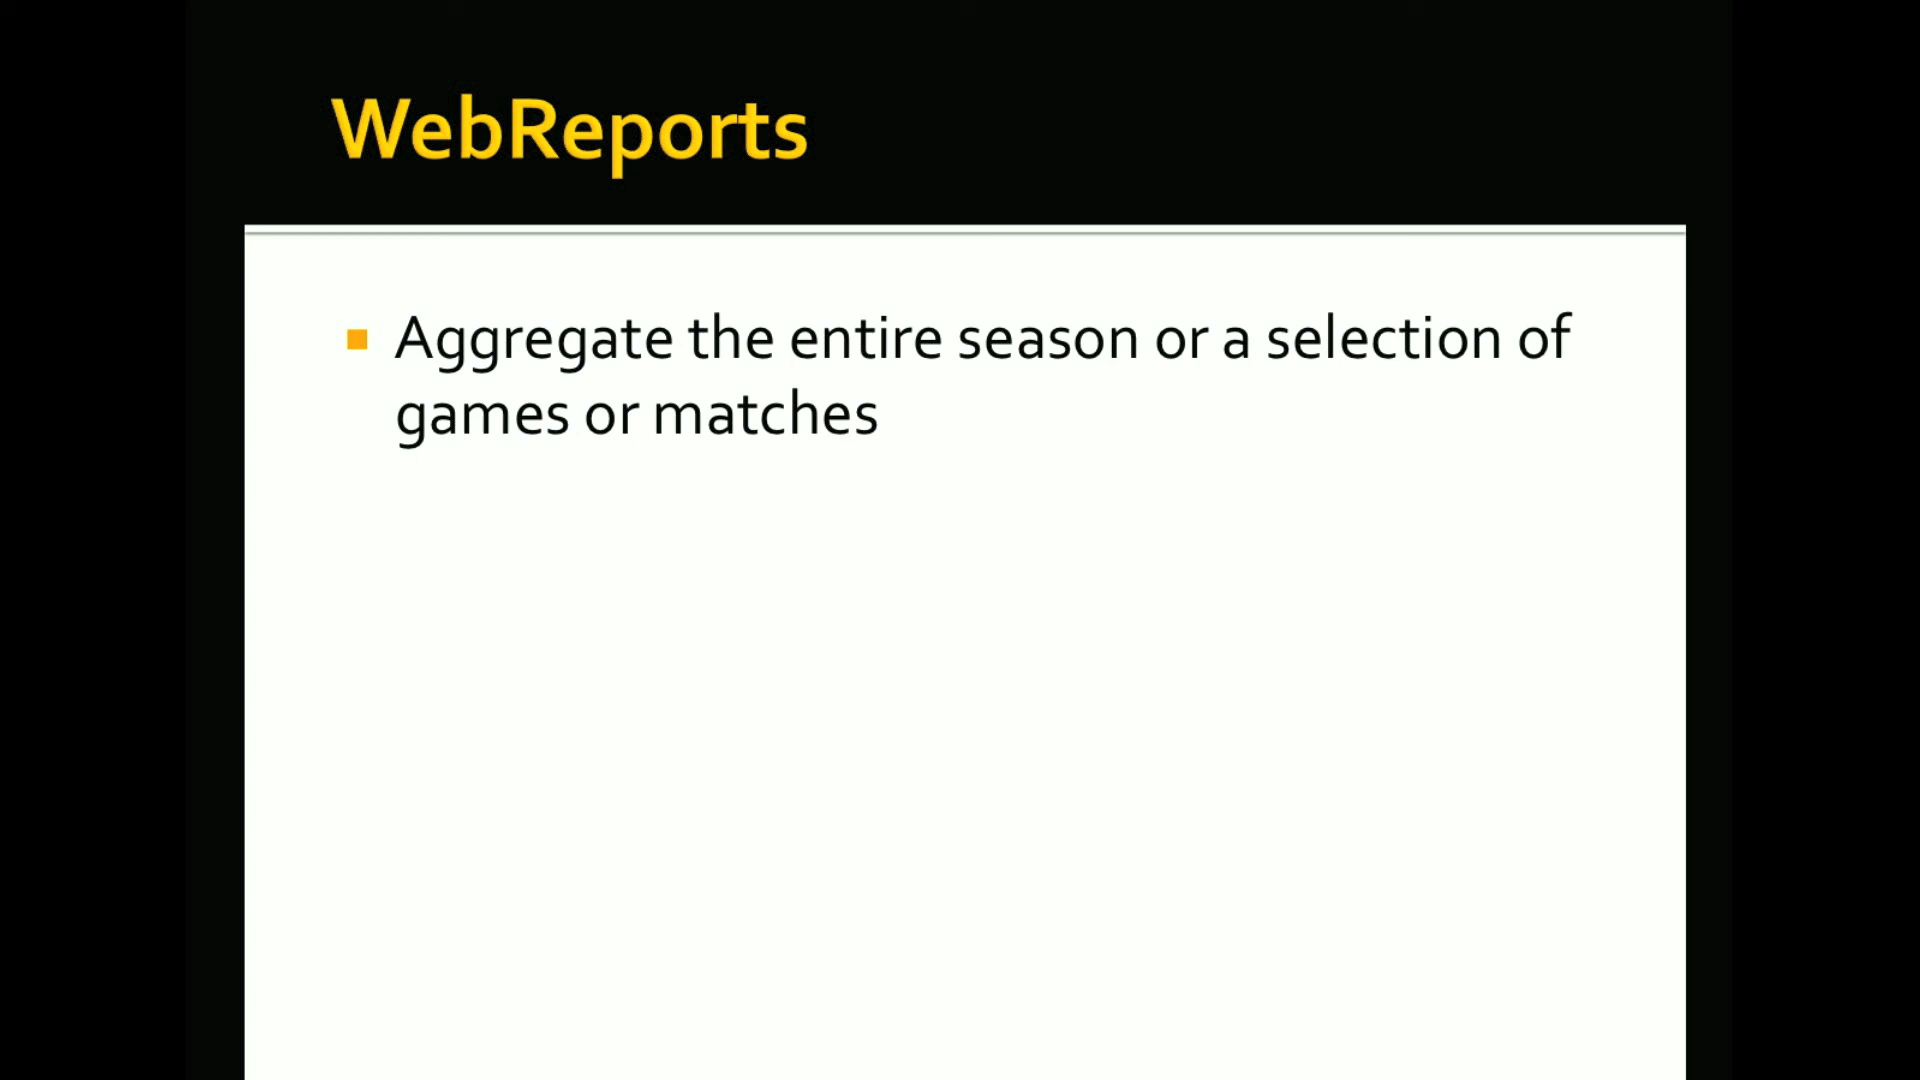 WebReports
Aggregate the entire season or a selection of
games or matches